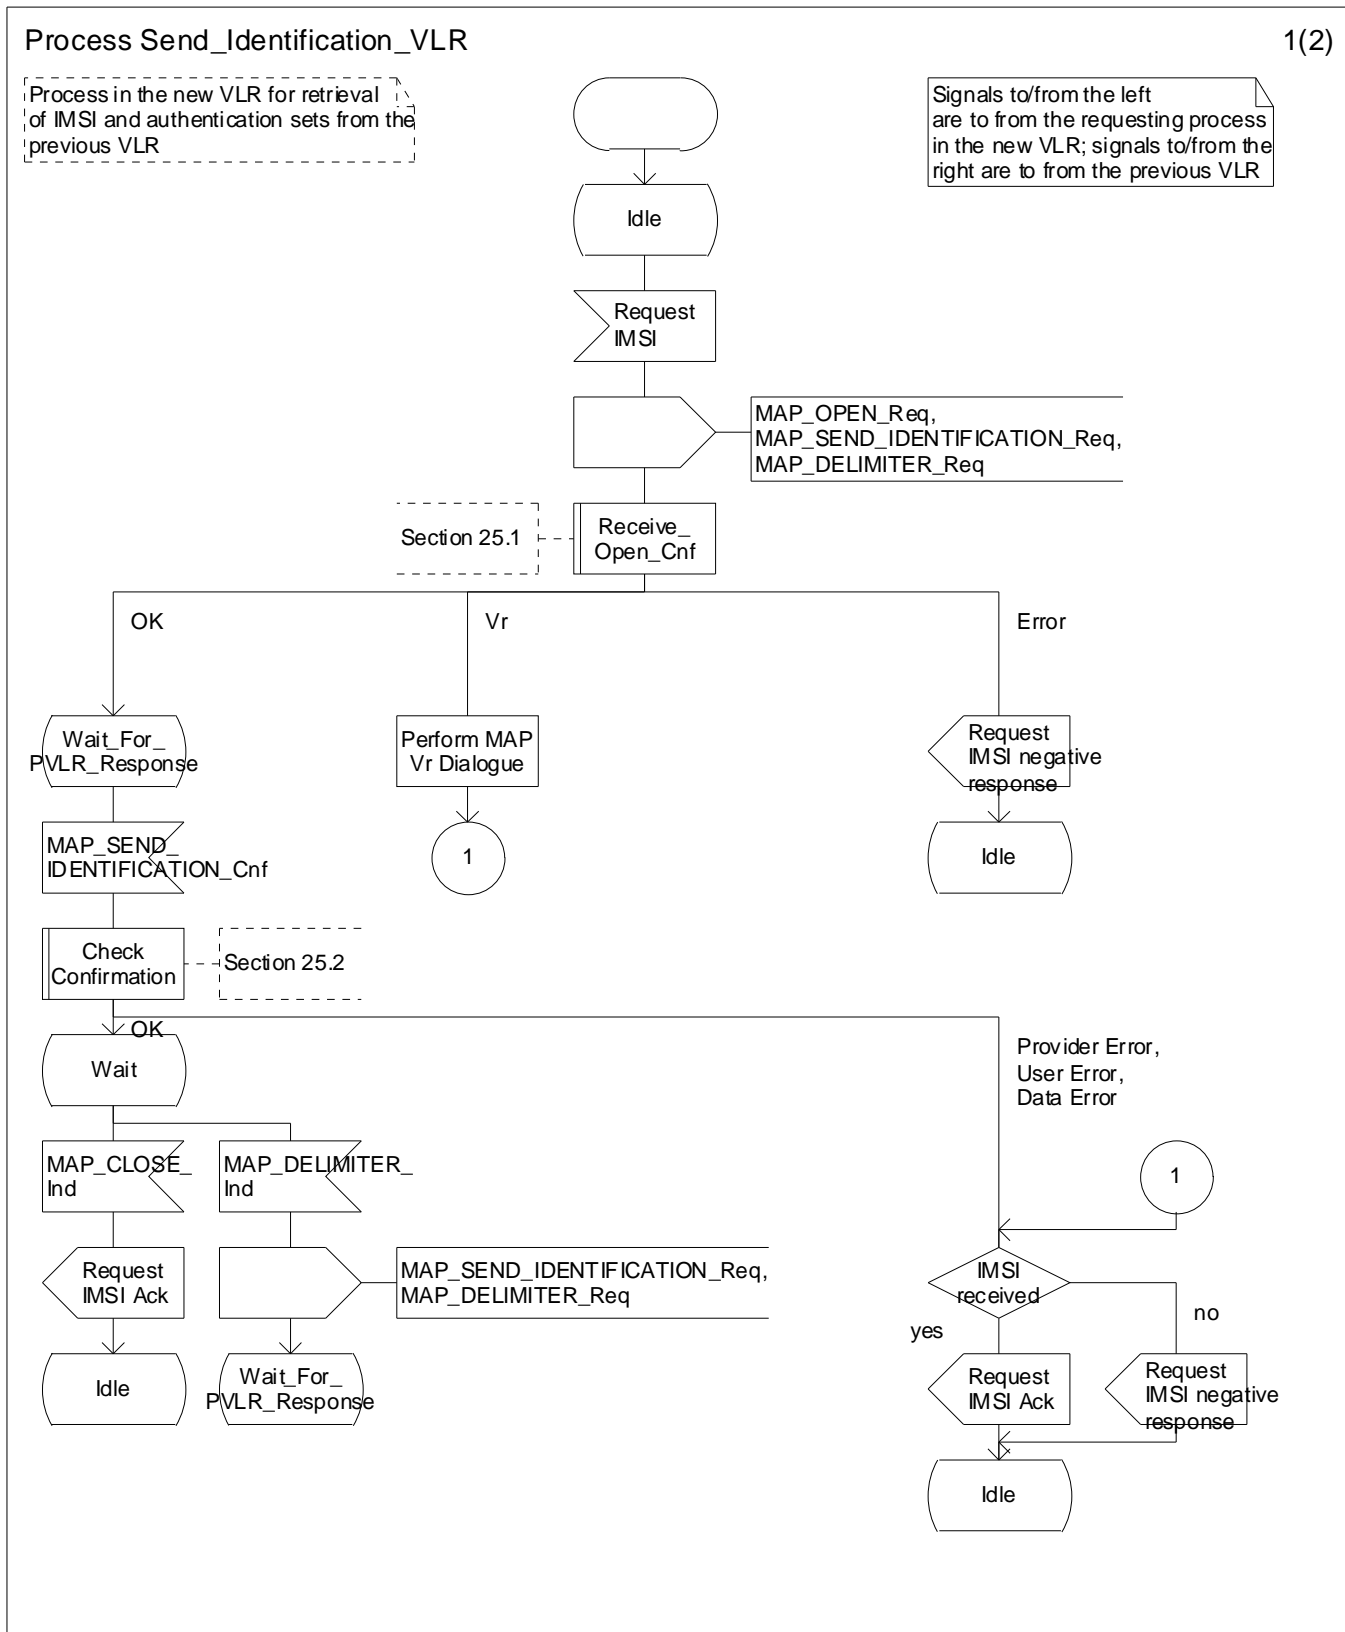 Process Send_Identification_VLR
1(2)
Process in the new VLR for retrieval
of IMSI and authentication sets from the
previous VLR
Signals to/from the left
are to from the requesting process
in the new VLR; signals to/from the
right are to from the previous VLR
Idle
Request
IMSI
MAP_OPEN_Req,
MAP_SEND_IDENTIFICATION_Req,
MAP_DELIMITER_Req
Section 25.1
Receive_
Open_Cnf
OK
Vr
Error
Wait_For_
PVLR_Response
Perform MAP
Vr Dialogue
Request
IMSI negative
response
MAP_SEND_
IDENTIFICATION_Cnf
1
Idle
Check
Confirmation
Section 25.2
OK
Wait
Provider Error,
User Error,
Data Error
MAP_CLOSE_
Ind
MAP_DELIMITER_
Ind
1
Request
IMSI Ack
MAP_SEND_IDENTIFICATION_Req,
MAP_DELIMITER_Req
IMSI
received
yes
no
Idle
Wait_For_
PVLR_Response
Request
IMSI Ack
Request
IMSI negative
response
Idle